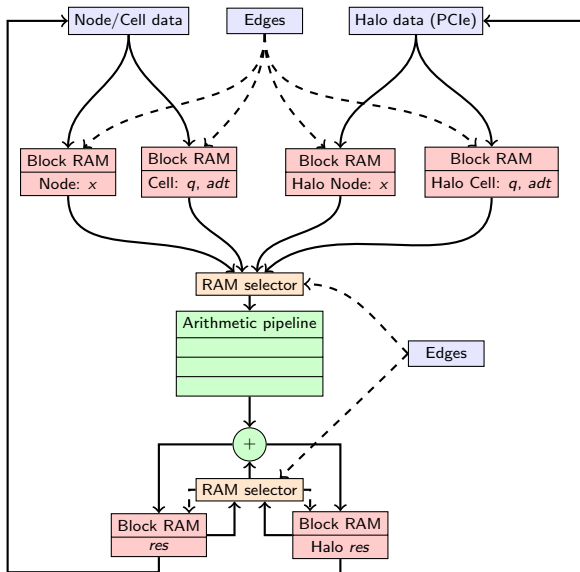 Node/Cell data
Edges
Halo data (PCIe)
Block RAM
Node: x
Block RAM
Cell: q, adt
Block RAM
Halo Node: x
Block RAM
Halo Cell: q, adt
RAM selector
Arithmetic pipeline
Edges
+
RAM selector
Block RAM
res
Block RAM
Halo res